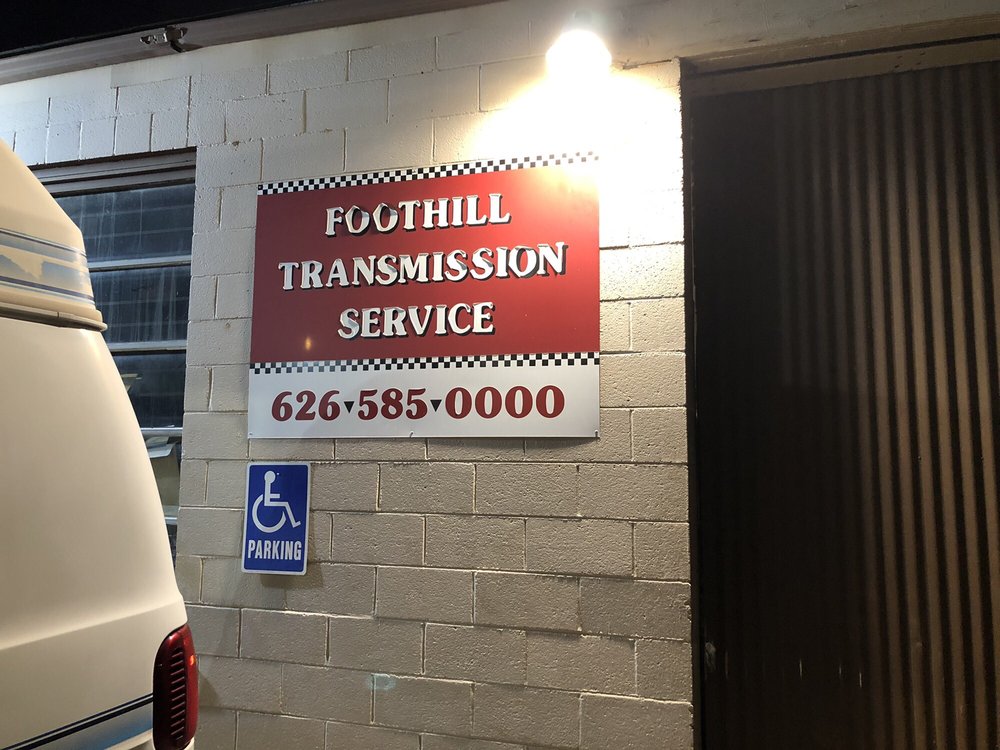 FOOTHILL
TRANSMISSION
SERVICE
626▾585▾0000
PARKING